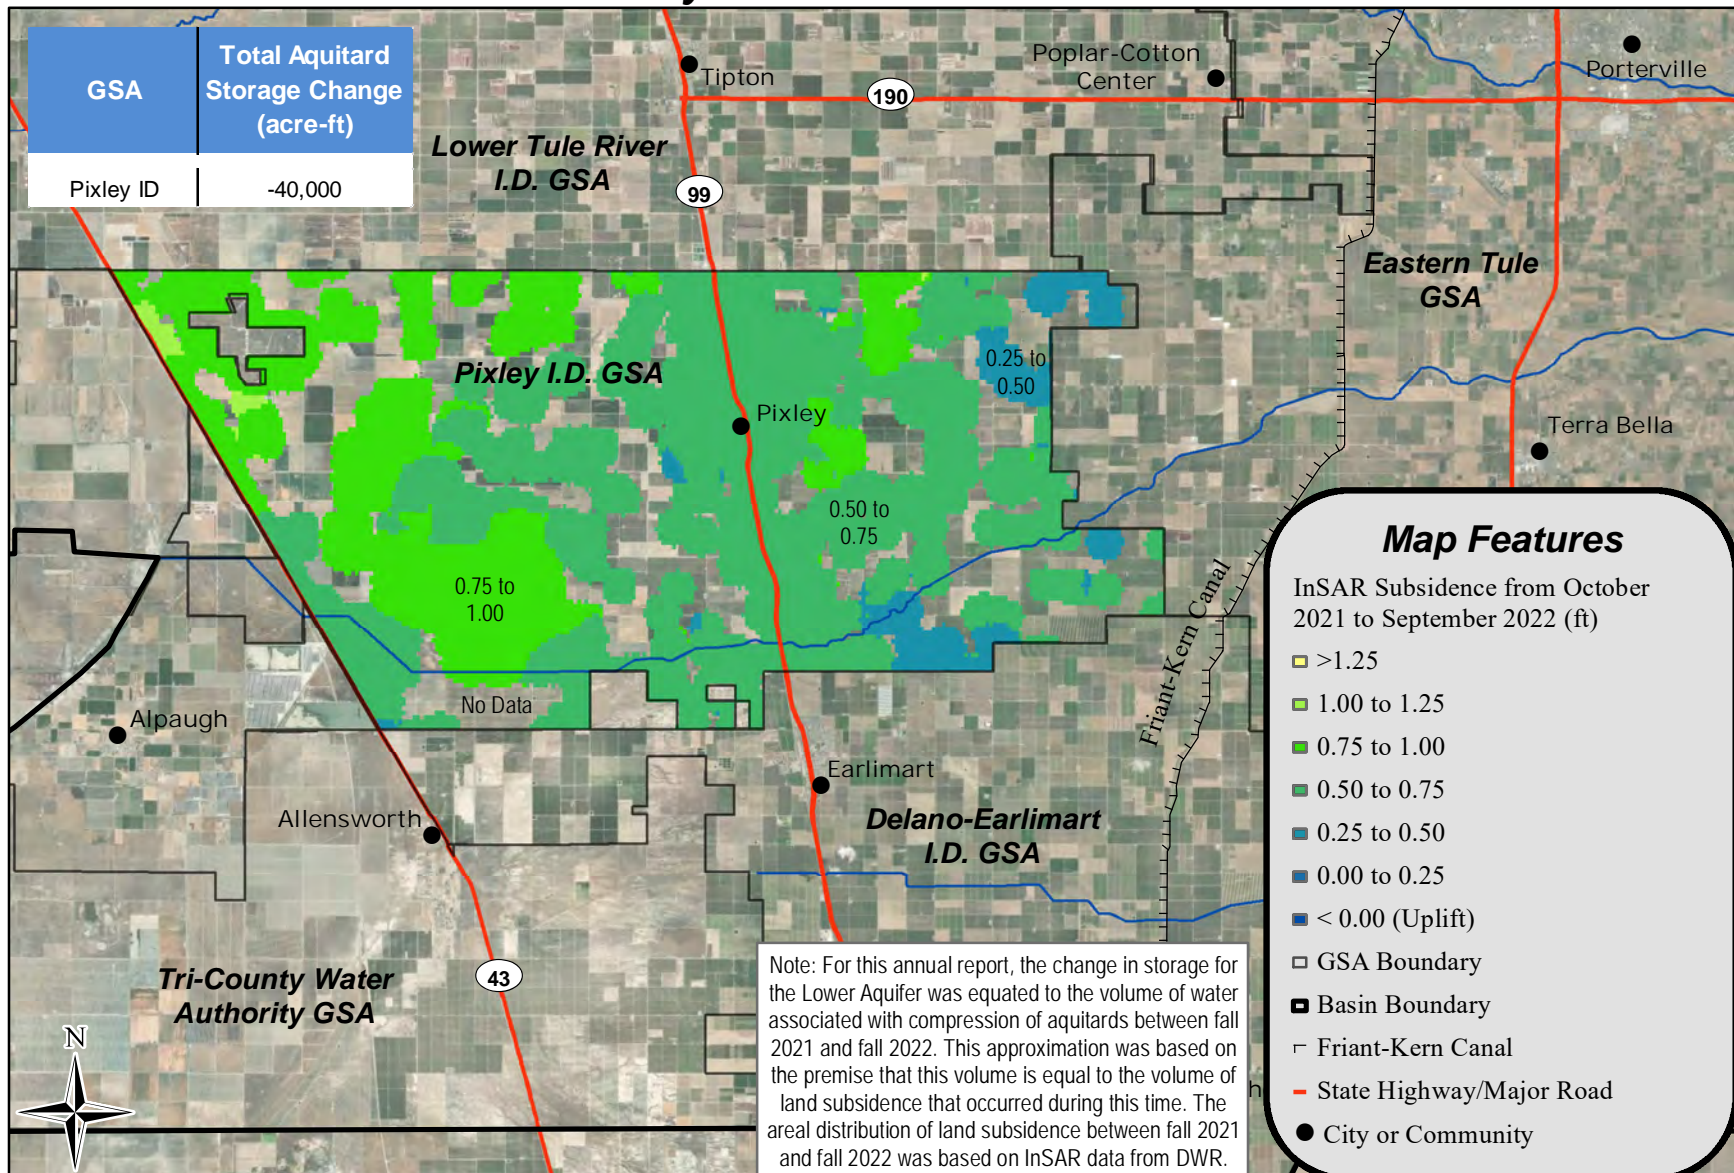 GSA
Total Aquitard
Storage Change
(acre-ft)
Pixley ID
-40,000
Tipton
Poplar-Cotton
Center
Porterville
190
Lower Tule River
I.D. GSA
99
Eastern Tule
GSA
Pixley I.D. GSA
0.25 to
0.50
Pixley
Terra Bella
0.50 to
0.75
0.75 to
1.00
No Data
Friant-Kern Canal
Alpaugh
Earlimart
Allensworth
Delano-Earlimart
I.D. GSA
Tri-County Water
Authority GSA
43
N
Note: For this annual report, the change in storage for
the Lower Aquifer was equated to the volume of water
associated with compression of aquitards between fall
2021 and fall 2022. This approximation was based on
the premise that this volume is equal to the volume of
land subsidence that occurred during this time. The
areal distribution of land subsidence between fall 2021
and fall 2022 was based on InSAR data from DWR.
Map Features
InSAR Subsidence from October
2021 to September 2022 (ft)
>1.25
1.00 to 1.25
0.75 to 1.00
0.50 to 0.75
0.25 to 0.50
0.00 to 0.25
< 0.00 (Uplift)
GSA Boundary
Basin Boundary
Friant-Kern Canal
State Highway/Major Road
City or Community